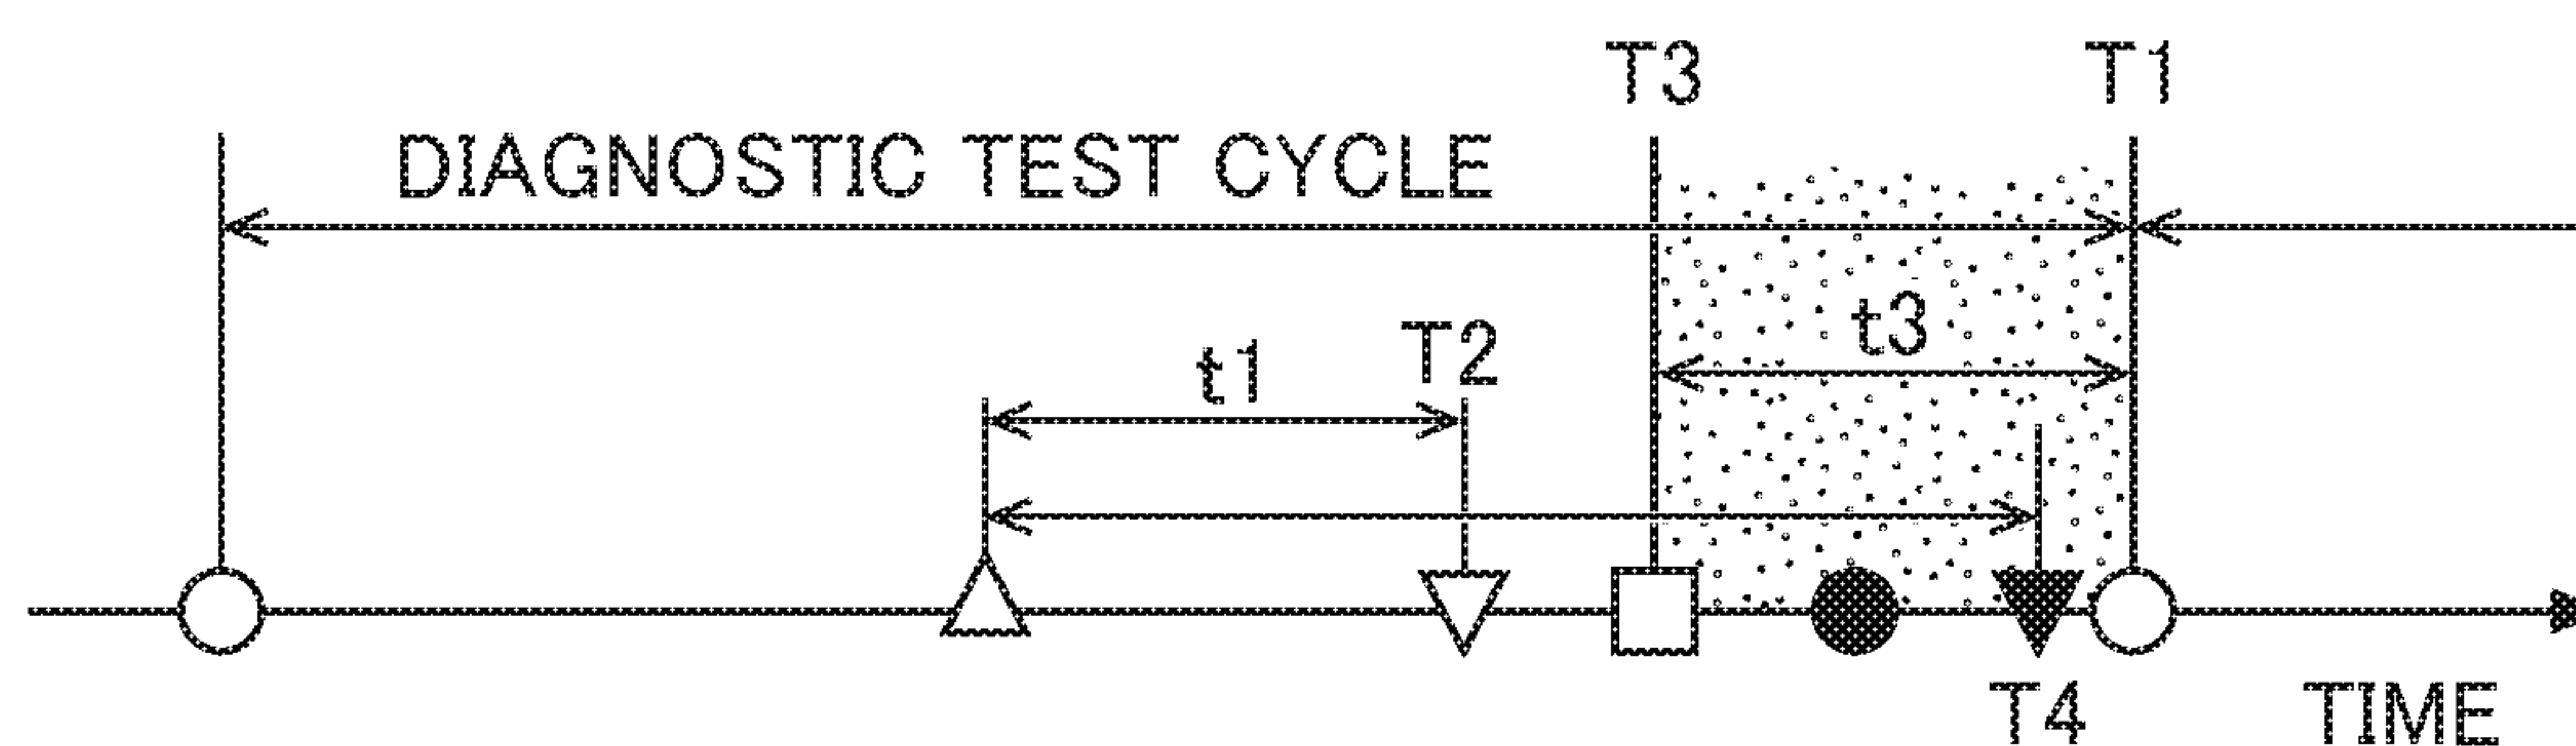 T3
T1
DIAGNOSTIC TEST CYCLE
t3
t1
T2
T4
TIME